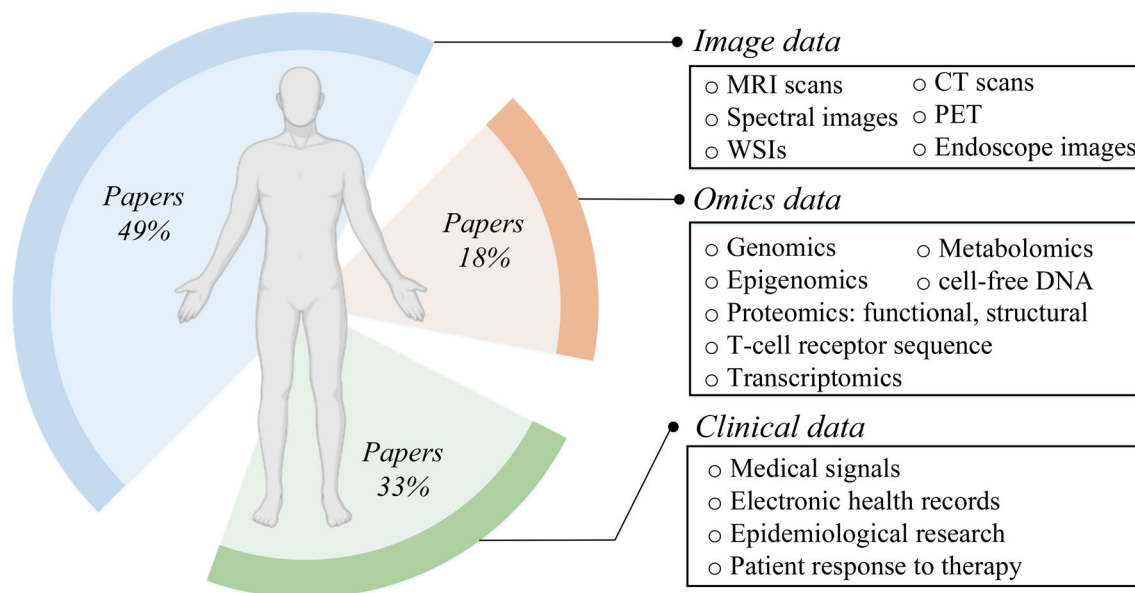 Papers
49%
Papers
18%
Papers
33%
Image data
○ MRI scans
○ CT scans
○ Spectral images
○ PET
○ WSIs
○ Endoscope images
Omics data
○ Genomics
○ Metabolomics
○ Epigenomics
○ cell-free DNA
○ Proteomics: functional, structural
○ T-cell receptor sequence
○ Transcriptomics
Clinical data
○ Medical signals
○ Electronic health records
○ Epidemiological research
○ Patient response to therapy